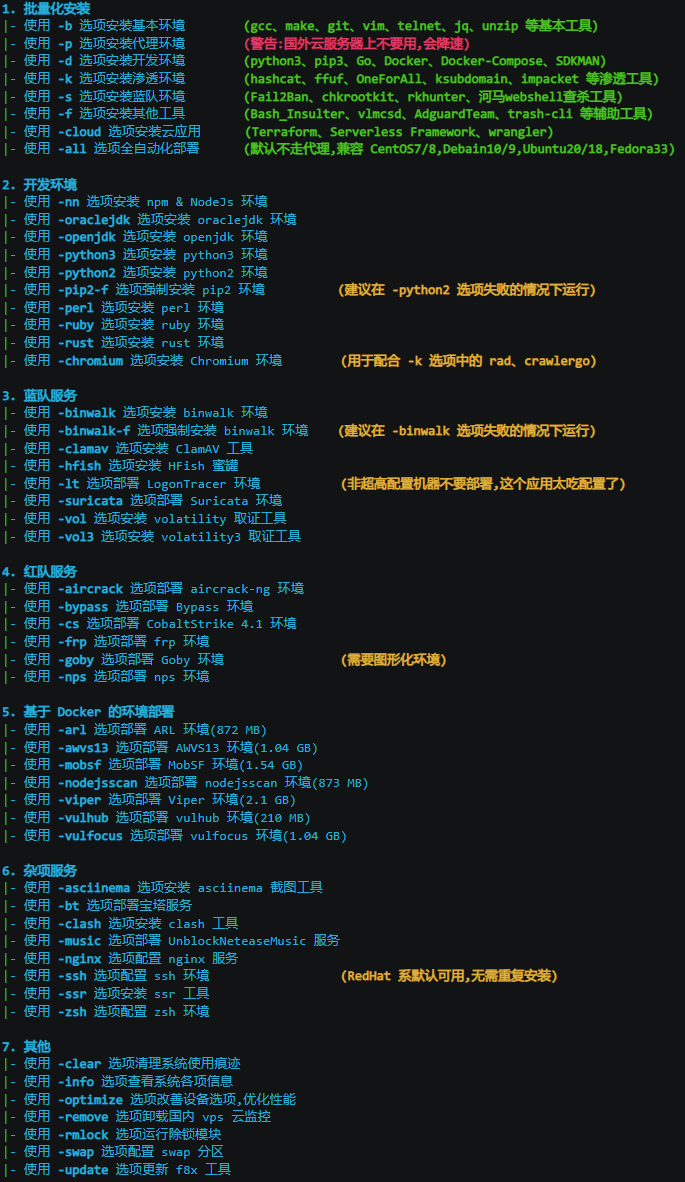 1. 批量化安装
|- 使用 -b 选项安装基本环境 (gcc、make、git、vim、telnet、jq、unzip 等基本工具)
|- 使用 -p 选项安装代理环境 (警告:国外云服务器上不要用,会降速)
|- 使用 -d 选项安装开发环境 (python3、pip3、Go、Docker、Docker-Compose、SDKMAN)
|- 使用 -k 选项安装渗透环境 (hashcat、ffuf、OneForAll、ksubdomain、impacket 等渗透工具)
|- 使用 -s 选项安装蓝队环境 (Fail2Ban、chkrootkit、rkhunter、河马webshell查杀工具)
|- 使用 -f 选项安装其他工具 (Bash_Insulter、vlmcsd、AdguardTeam、trash-cli 等辅助工具)
|- 使用 -cloud 选项安装云应用 (Terraform、Serverless Framework、wrangler)
|- 使用 -all 选项全自动化部署 (默认不走代理,兼容 CentOS7/8,Debain10/9,Ubuntu20/18,Fedora33)
2. 开发环境
|- 使用 -nn 选项安装 npm & NodeJs 环境
|- 使用 -oraclejdk 选项安装 oraclejdk 环境
|- 使用 -openjdk 选项安装 openjdk 环境
|- 使用 -python3 选项安装 python3 环境
|- 使用 -python2 选项安装 python2 环境
|- 使用 -pip2-f 选项强制安装 pip2 环境 (建议在 -python2 选项失败的情况下运行)
|- 使用 -perl 选项安装 perl 环境
|- 使用 -ruby 选项安装 ruby 环境
|- 使用 -rust 选项安装 rust 环境
|- 使用 -chromium 选项安装 Chromium 环境 (用于配合 -k 选项中的 rad、crawlergo)
3. 蓝队服务
|- 使用 -binwalk 选项安装 binwalk 环境
|- 使用 -binwalk-f 选项强制安装 binwalk 环境 (建议在 -binwalk 选项失败的情况下运行)
|- 使用 -clamav 选项安装 ClamAV 工具
|- 使用 -hfish 选项安装 HFish 蜜罐
|- 使用 -lt 选项部署 LogonTracer 环境 (非超高配置机器不要部署,这个应用太吃配置了)
|- 使用 -suricata 选项部署 Suricata 环境
|- 使用 -vol 选项安装 volatility 取证工具
|- 使用 -vol3 选项安装 volatility3 取证工具
4. 红队服务
|- 使用 -aircrack 选项部署 aircrack-ng 环境
|- 使用 -bypass 选项部署 Bypass 环境
|- 使用 -cs 选项部署 CobaltStrike 4.1 环境
|- 使用 -frp 选项部署 frp 环境
|- 使用 -goby 选项部署 Goby 环境 (需要图形化环境)
|- 使用 -nps 选项部署 nps 环境
5. 基于 Docker 的环境部署
|- 使用 -arl 选项部署 ARL 环境(872 MB)
|- 使用 -awvs13 选项部署 AWVS13 环境(1.04 GB)
|- 使用 -mobsf 选项部署 MobSF 环境(1.54 GB)
|- 使用 -nodejsscan 选项部署 nodejsscan 环境(873 MB)
|- 使用 -viper 选项部署 Viper 环境(2.1 GB)
|- 使用 -vulhub 选项部署 vulhub 环境(210 MB)
|- 使用 -vulfocus 选项部署 vulfocus 环境(1.04 GB)
6. 杂项服务
|- 使用 -asciinema 选项安装 asciinema 截图工具
|- 使用 -bt 选项部署宝塔服务
|- 使用 -clash 选项安装 clash 工具
|- 使用 -music 选项部署 UnblockNeteaseMusic 服务
|- 使用 -nginx 选项配置 nginx 服务
|- 使用 -ssh 选项配置 ssh 环境 (RedHat 系默认可用,无需重复安装)
|- 使用 -ssr 选项安装 ssr 工具
|- 使用 -zsh 选项配置 zsh 环境
7. 其他
|- 使用 -clear 选项清理系统使用痕迹
|- 使用 -info 选项查看系统各项信息
|- 使用 -optimize 选项改善设备选项,优化性能
|- 使用 -remove 选项卸载国内 vps 云监控
|- 使用 -rmlock 选项运行除锁模块
|- 使用 -swap 选项配置 swap 分区
|- 使用 -update 选项更新 f8x 工具